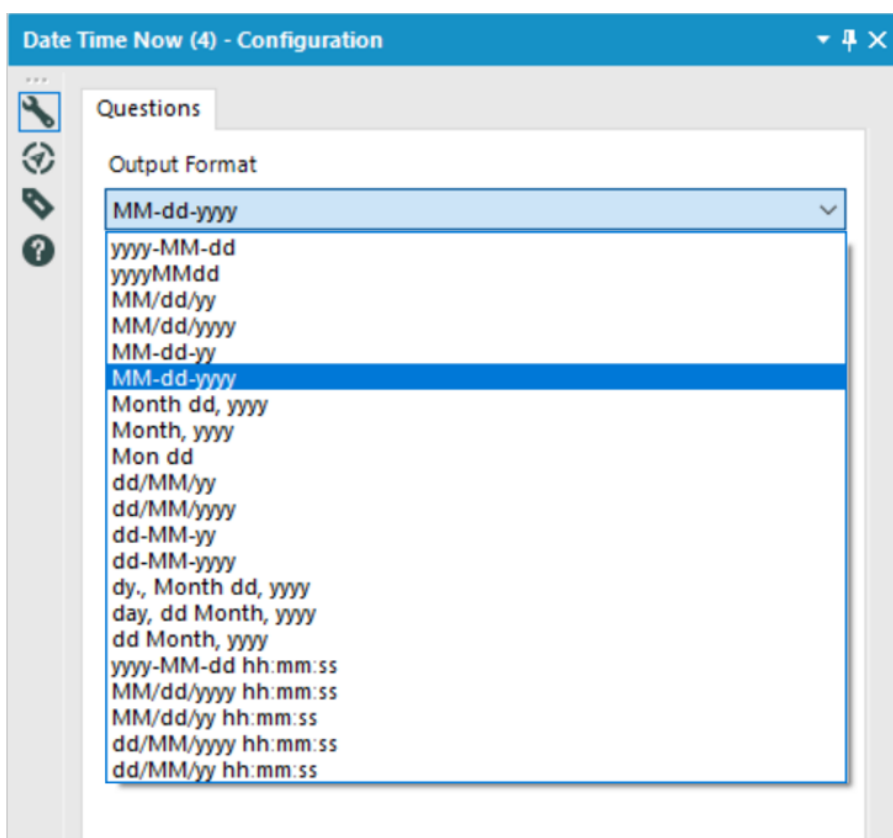 Date Time Now (4) - Configuration
Questions
Output Format
MM-dd-yyyy
yyyy-MM-dd
yyyyMMdd
MM/dd/yy
MM/dd/yyyy
MM-dd-yy
MM-dd-yyyy
Month dd, yyyy
Month, yyyy
Mon dd
dd/MM/yy
dd/MM/yyyy
dd-MM-yy
dd-MM-yyyy
dy., Month dd, yyyy
day, dd Month, yyyy
dd Month, yyyy
yyyy-MM-dd hh:mm:ss
MM/dd/yyyy hh:mm:ss
MM/dd/yy hh:mm:ss
dd/MM/yyyy hh:mm:ss
dd/MM/yy hh:mm:ss